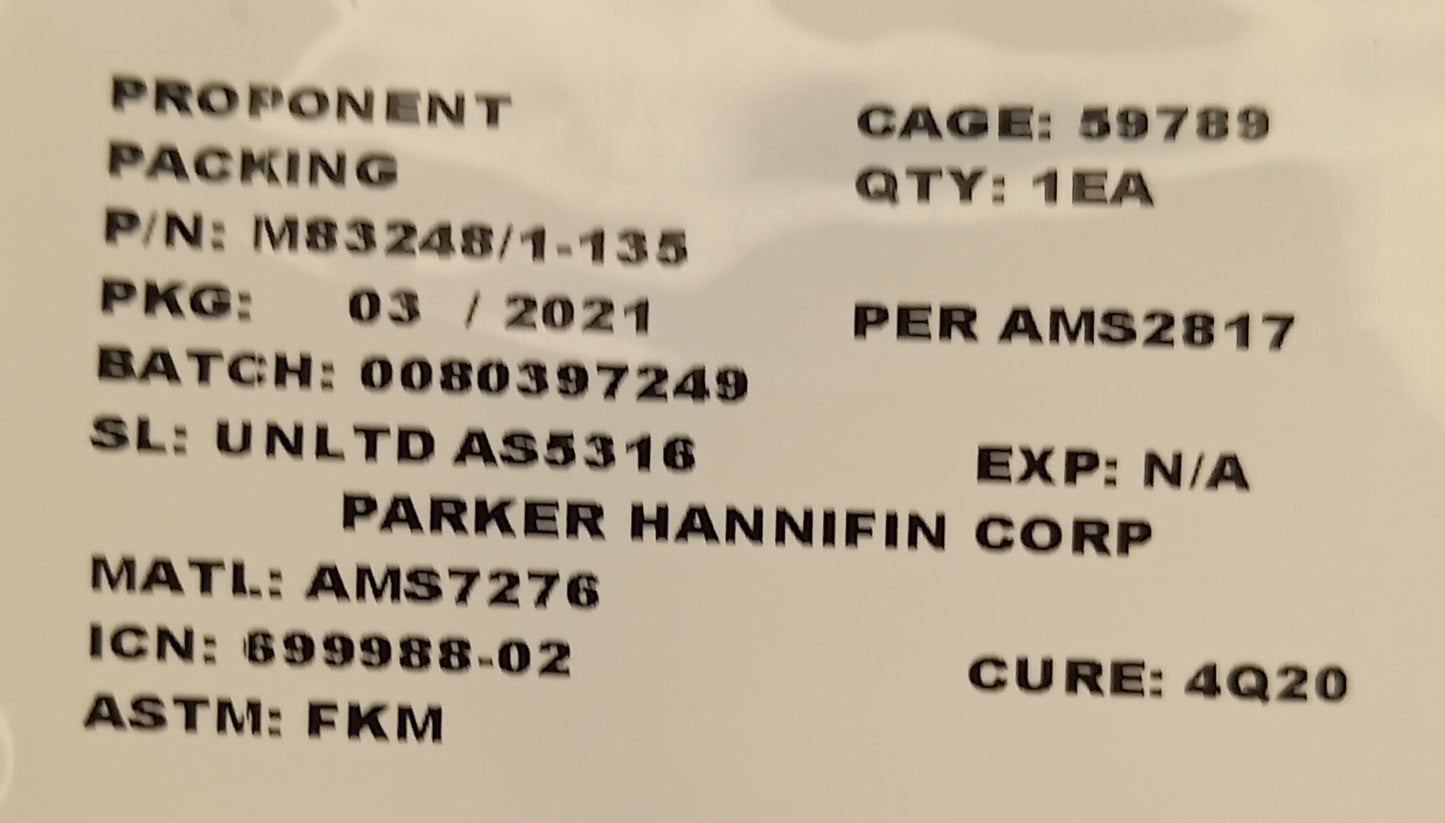 PROPONENT CAGE: 59789
PACKING QTY: 1EA
P/N: M83248/1-135
PKG: 03 / 2021 PER AMS2817
BATCH: 0080397249
SL: UNLTD AS5316 EXP: N/A
PARKER HANNIFIN CORP
MATL: AMS7276
ICN: 699988-02 CURE: 4Q20
ASTM: FKM